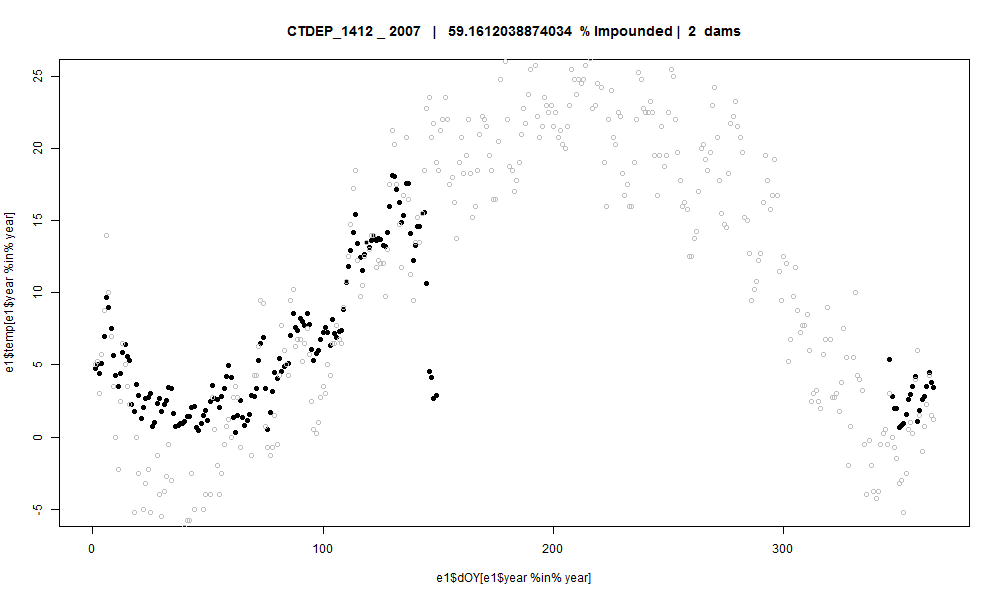 CTDEP_1412 _ 2007 | 59.1612038874034 % Impounded | 2 dams
e1$temp[e1$year %in% year]
25
20
15
10
5
0
-5
0 100 200 300
e1$dOY[e1$year %in% year]